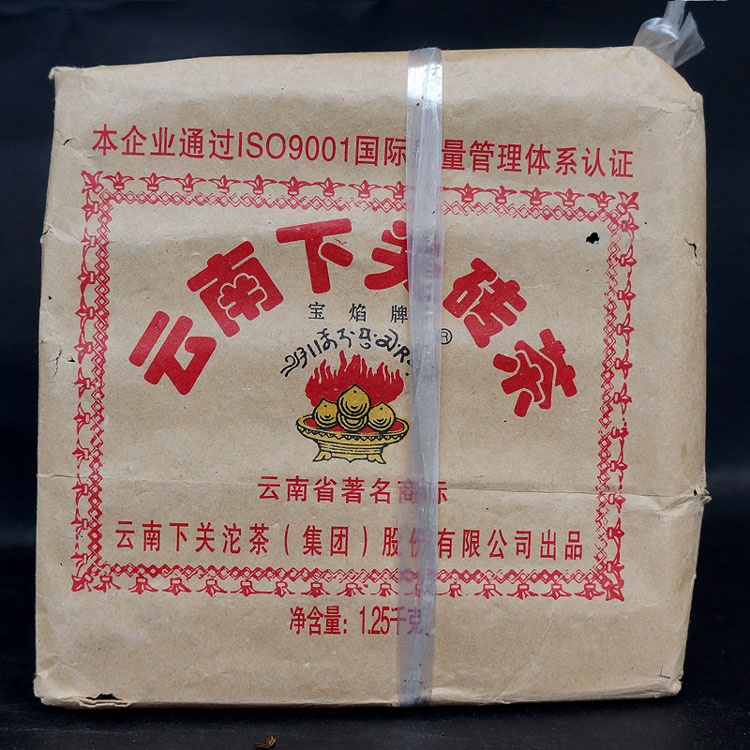 本企业通过ISO9001国际质量管理体系认证
云南下关砖茶
宝焰牌
®
云南省著名商标
云南下关沱茶(集团)股份有限公司出品
净含量:1.25千克